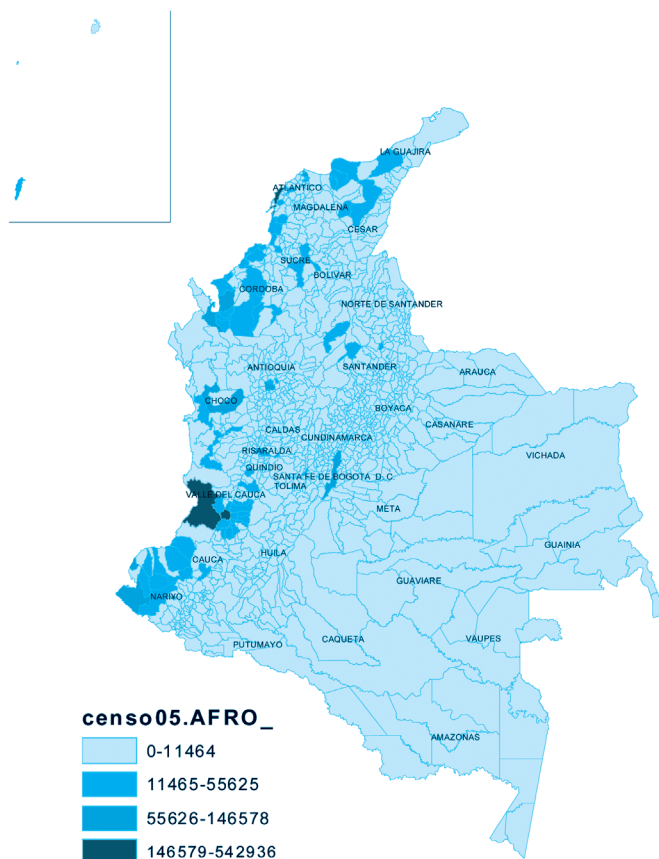 LA GUAJIRA
ATLANTICO
MAGDALENA
CESAR
SUCRE
BOLIVAR
CORDOBA
NORTE DE SANTANDER
ANTIOQUIA
SANTANDER
ARAUCA
CHOCO
BOYACA
CASANARE
CALDAS
CUNDINAMARCA
RISARALDA
VICHADA
QUINDIO
SANTA FE DE BOGOTA D. C.
TOLIMA
VALLE DEL CAUCA
META
GUAINIA
CAUCA
HUILA
GUAVIARE
NARIYO
CAQUETA
VAUPES
PUTUMAYO
AMAZONAS
censo05.AFRO_
0-11464
11465-55625
55626-146578
146579-542936